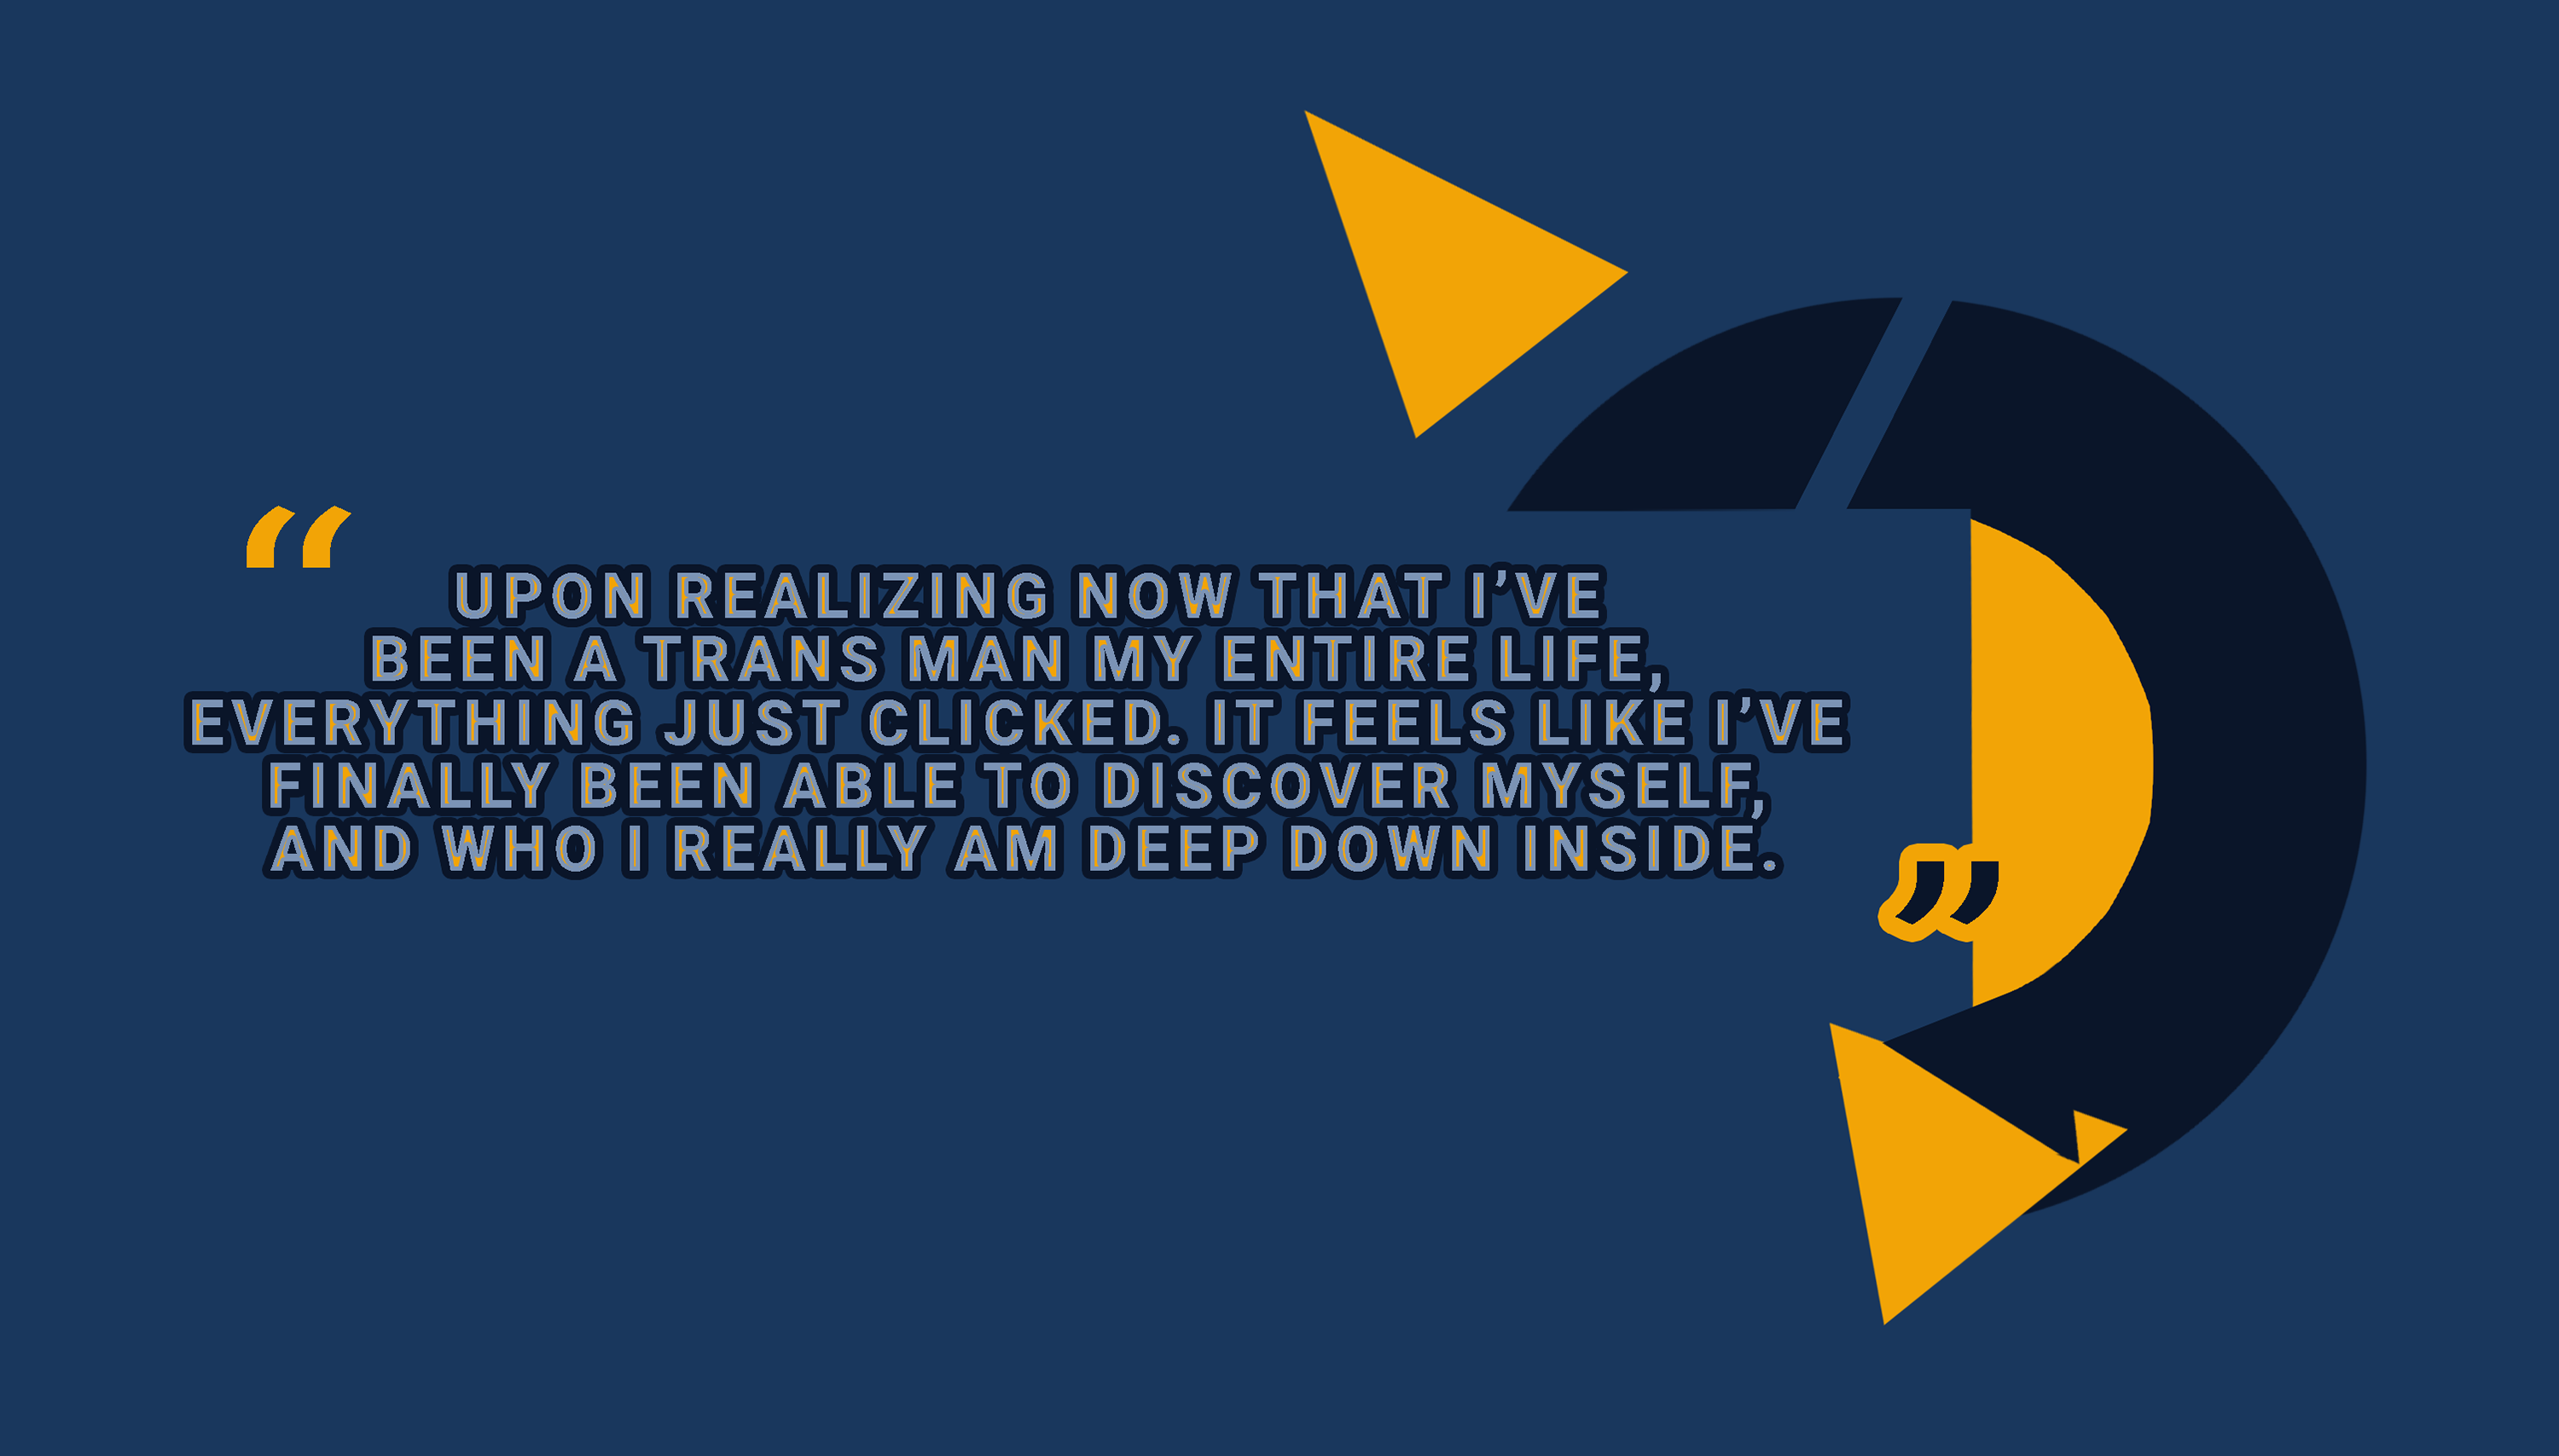 “
UPON REALIZING NOW THAT I’VE
BEEN A TRANS MAN MY ENTIRE LIFE,
EVERYTHING JUST CLICKED. IT FEELS LIKE I’VE
FINALLY BEEN ABLE TO DISCOVER MYSELF,
AND WHO I REALLY AM DEEP DOWN INSIDE.
”